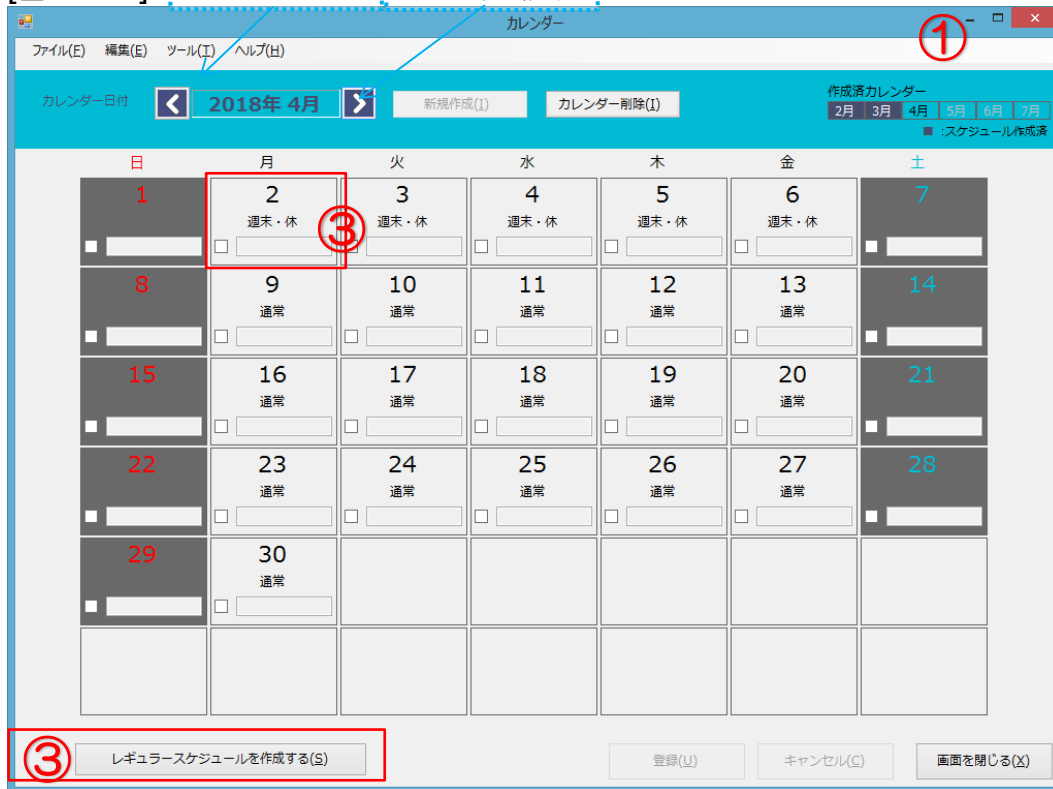 カレンダー
①
ファイル(F) 編集(E) ツール(T) ヘルプ(H)
カレンダー日付 2018年 4月 新規作成(I) カレンダー削除(I)
作成済カレンダー
2月 3月 4月 5月 6月 7月
■ :スケジュール作成済
日 月 火 水 木 金 土
1 2 3 4 5 6 7
週末・休 週末・休 週末・休 週末・休 週末・休
③
8 9 10 11 12 13 14
通常 通常 通常 通常 通常
15 16 17 18 19 20 21
通常 通常 通常 通常 通常
22 23 24 25 26 27 28
通常 通常 通常 通常 通常
29 30
通常
③ レギュラースケジュールを作成する(S) 登録(U) キャンセル(C) 画面を閉じる(X)